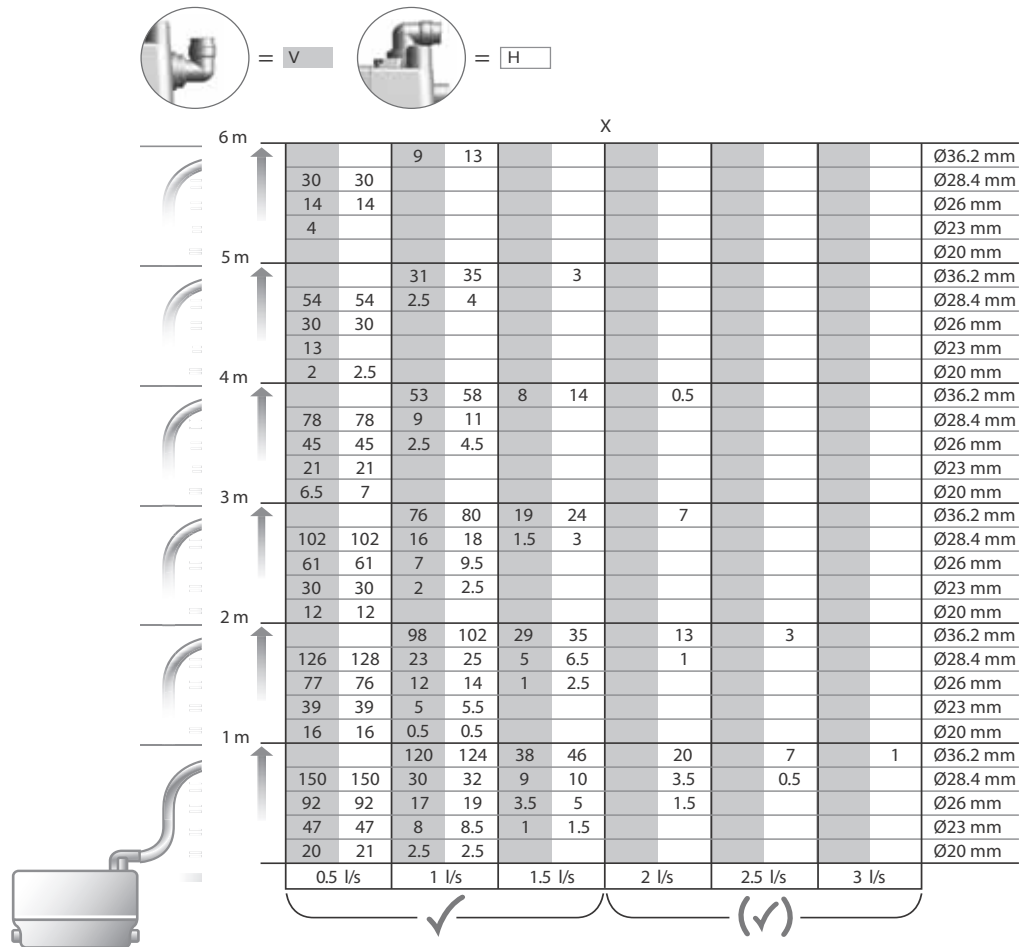 = V = H
X
6 m
9 13 Ø36.2 mm
30 30 Ø28.4 mm
14 14 Ø26 mm
4 Ø23 mm
Ø20 mm
5 m
31 35 3 Ø36.2 mm
54 54 2.5 4 Ø28.4 mm
30 30 Ø26 mm
13 Ø23 mm
2 2.5 Ø20 mm
4 m
53 58 8 14 0.5 Ø36.2 mm
78 78 9 11 Ø28.4 mm
45 45 2.5 4.5 Ø26 mm
21 21 Ø23 mm
6.5 7 Ø20 mm
3 m
76 80 19 24 7 Ø36.2 mm
102 102 16 18 1.5 3 Ø28.4 mm
61 61 7 9.5 Ø26 mm
30 30 2 2.5 Ø23 mm
12 12 Ø20 mm
2 m
98 102 29 35 13 3 Ø36.2 mm
126 128 23 25 5 6.5 1 Ø28.4 mm
77 76 12 14 1 2.5 Ø26 mm
39 39 5 5.5 Ø23 mm
16 16 0.5 0.5 Ø20 mm
1 m
120 124 38 46 20 7 1 Ø36.2 mm
150 150 30 32 9 10 3.5 0.5 Ø28.4 mm
92 92 17 19 3.5 5 1.5 Ø26 mm
47 47 8 8.5 1 1.5 Ø23 mm
20 21 2.5 2.5 Ø20 mm
0.5 l/s 1 l/s 1.5 l/s 2 l/s 2.5 l/s 3 l/s
✓ (✓)